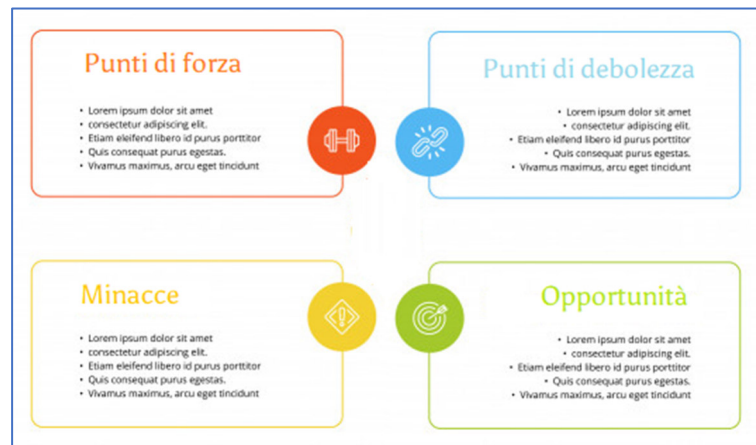 Punti di forza
• Lorem ipsum dolor sit amet
• consectetur adipiscing elit.
• Etiam eleifend libero id purus porttitor
• Quis consequat purus egestas.
• Vivamus maximus, arcu eget tincidunt
Punti di debolezza
• Lorem ipsum dolor sit amet
• consectetur adipiscing elit.
• Etiam eleifend libero id purus porttitor
• Quis consequat purus egestas.
• Vivamus maximus, arcu eget tincidunt
Minacce
• Lorem ipsum dolor sit amet
• consectetur adipiscing elit.
• Etiam eleifend libero id purus porttitor
• Quis consequat purus egestas.
• Vivamus maximus, arcu eget tincidunt
Opportunità
• Lorem ipsum dolor sit amet
• consectetur adipiscing elit.
• Etiam eleifend libero id purus porttitor
• Quis consequat purus egestas.
• Vivamus maximus, arcu eget tincidunt